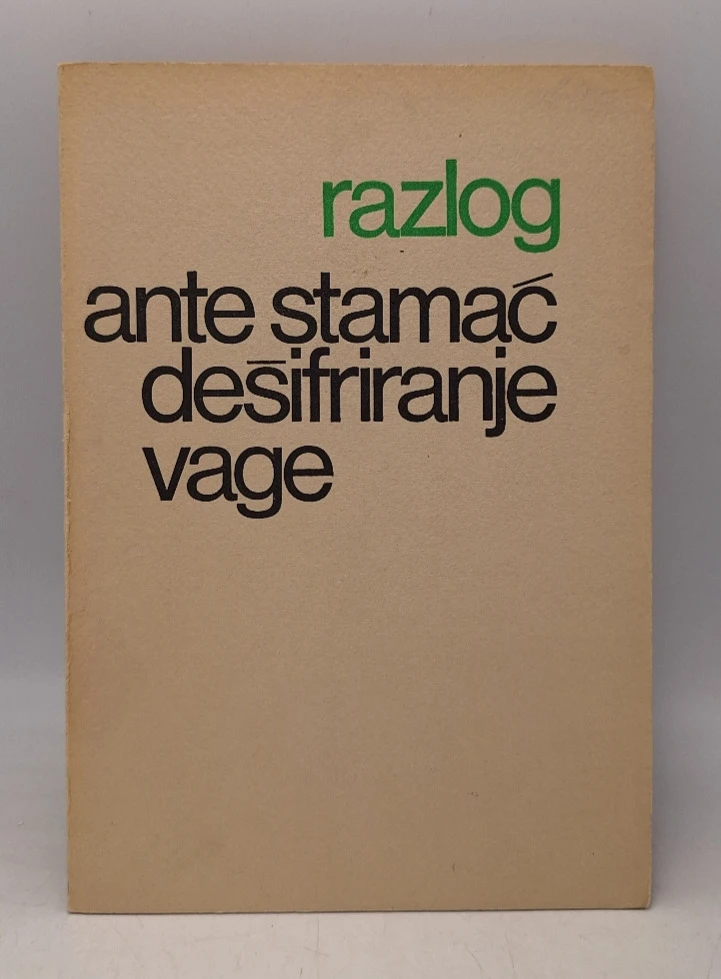 razlog
ante stamać
dešifriranje
vage